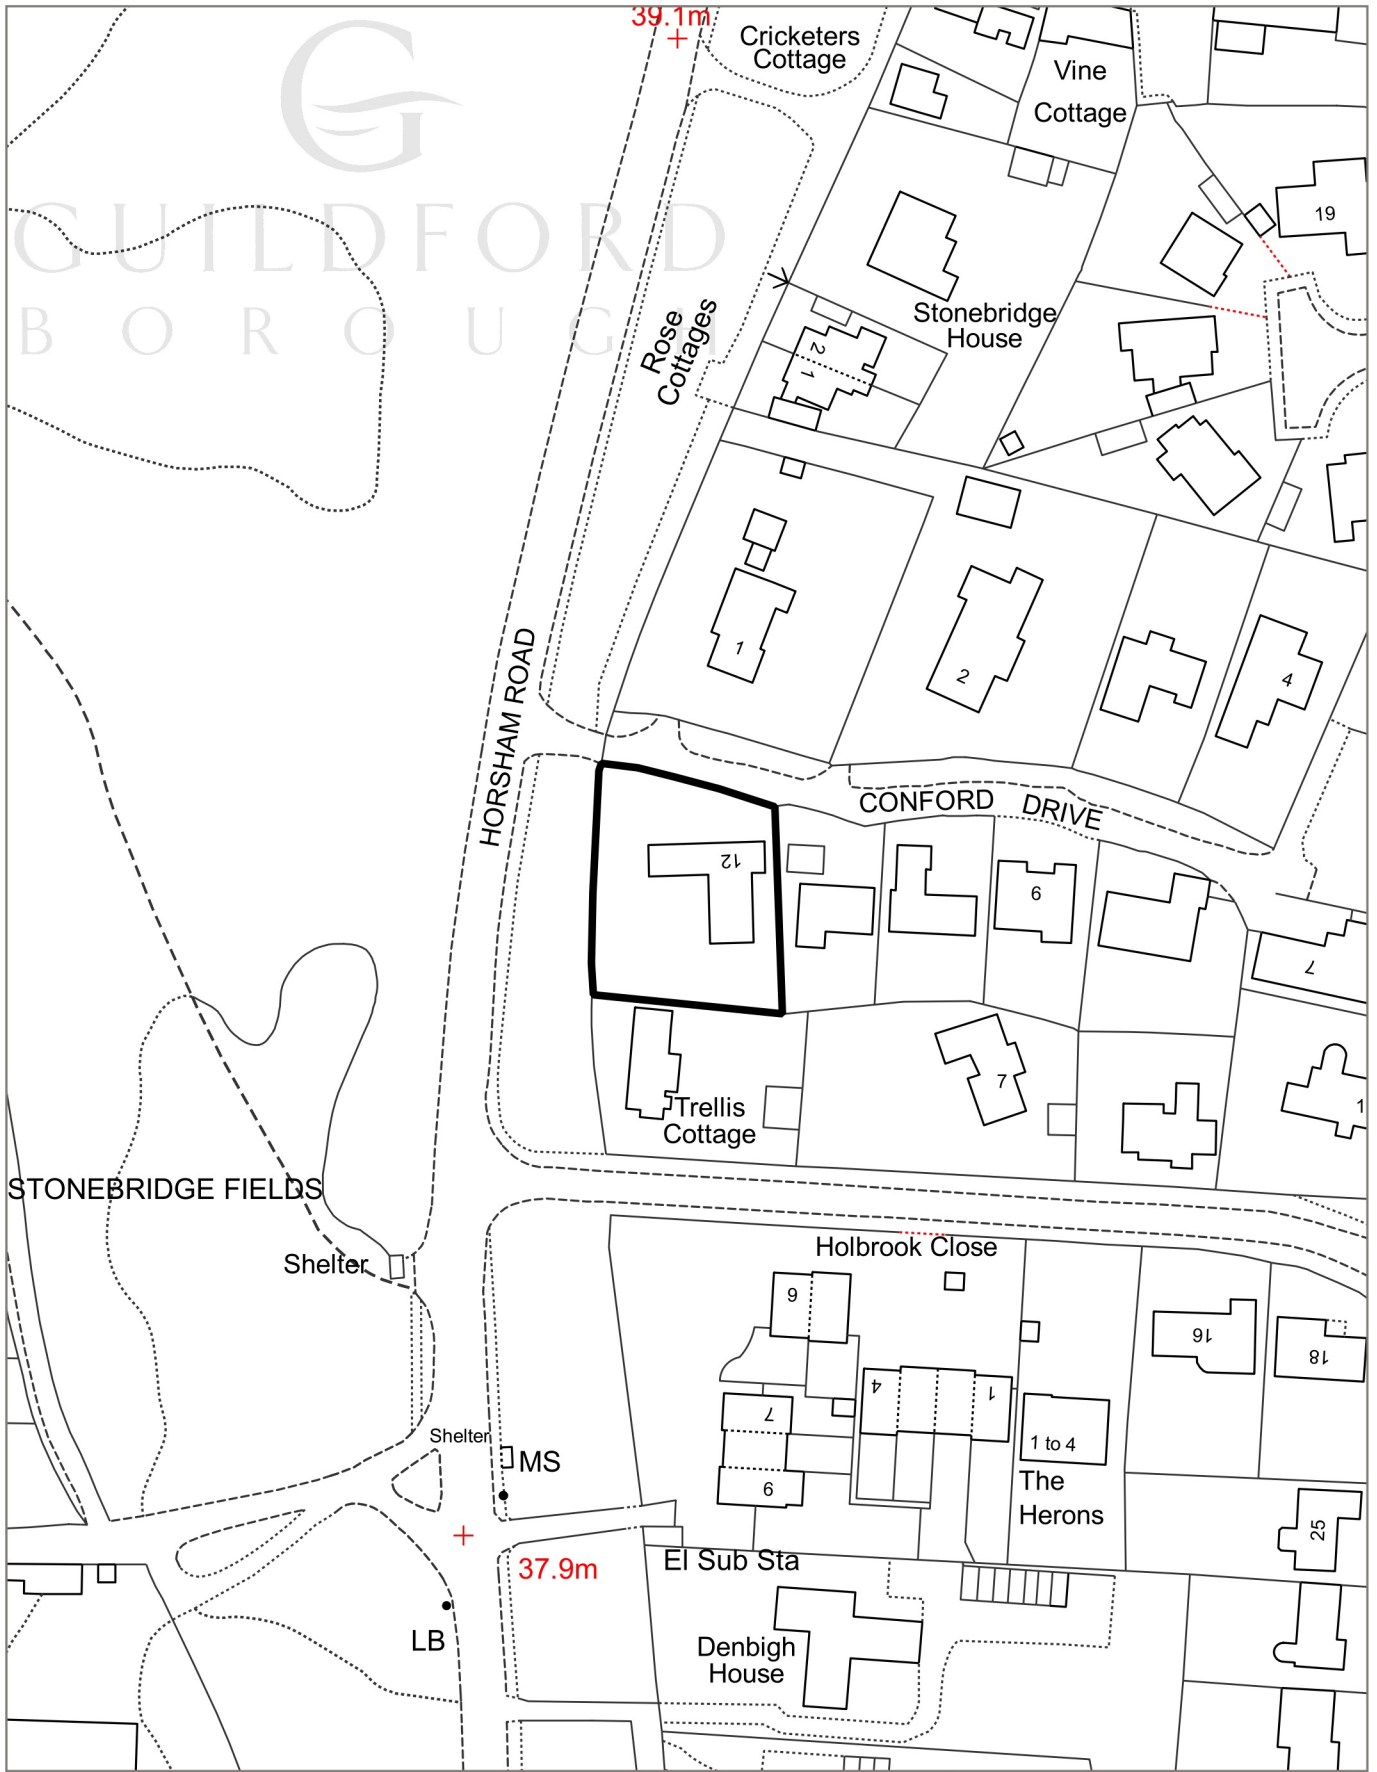 39.1m
Cricketers
Cottage
Vine
Cottage
GUILDFORD
BOROUGH
19
Stonebridge
House
Rose
Cottages
2
1
1
2
4
HORSHAM ROAD
CONFORD DRIVE
12
9
7
7
1
Trellis
Cottage
STONEBRIDGE FIELDS
Shelter
Holbrook Close
9
16
18
4
1
7
1 to 4
Shelter
MS
The
Herons
6
25
37.9m
El Sub Sta
LB
Denbigh
House